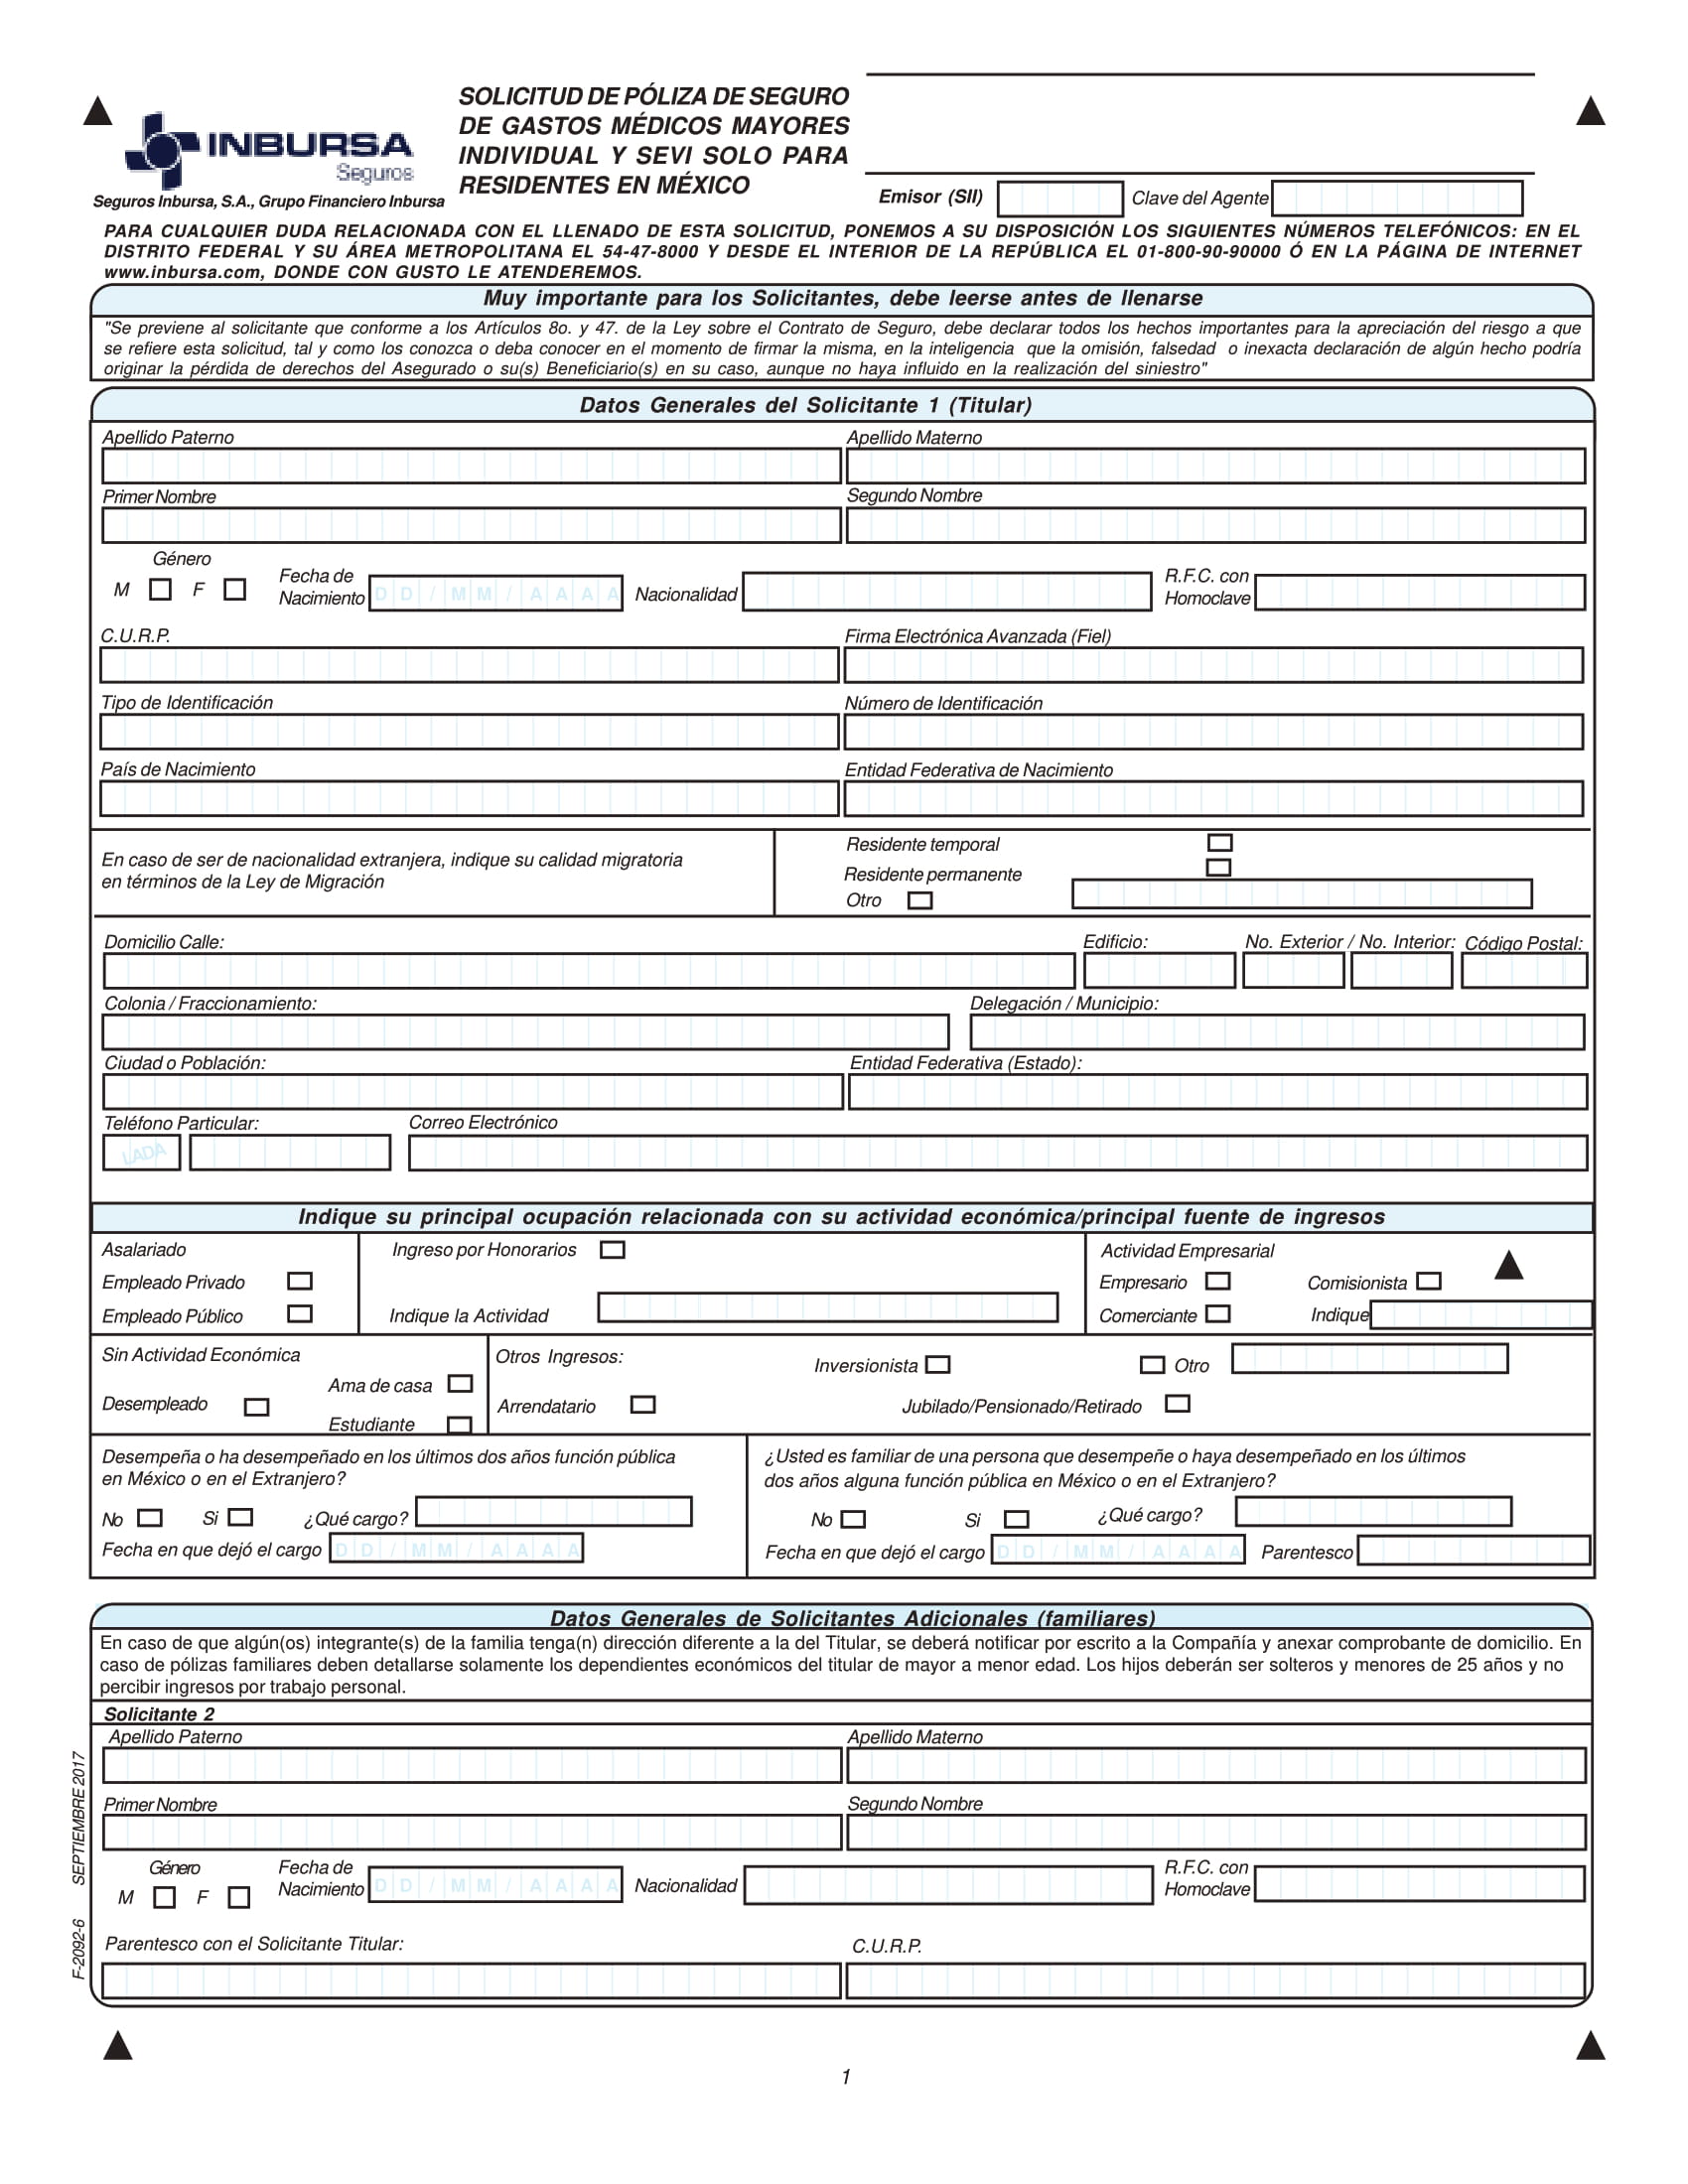 INBURSA
Seguros
Seguros Inbursa, S.A., Grupo Financiero Inbursa
SOLICITUD DE PÓLIZA DE SEGURO
DE GASTOS MÉDICOS MAYORES
INDIVIDUAL Y SEVI SOLO PARA
RESIDENTES EN MÉXICO
Emisor (SII)
Clave del Agente
PARA CUALQUIER DUDA RELACIONADA CON EL LLENADO DE ESTA SOLICITUD, PONEMOS A SU DISPOSICIÓN LOS SIGUIENTES NÚMEROS TELEFÓNICOS: EN EL
DISTRITO FEDERAL Y SU ÁREA METROPOLITANA EL 54-47-8000 Y DESDE EL INTERIOR DE LA REPÚBLICA EL 01-800-90-90000 Ó EN LA PÁGINA DE INTERNET
www.inbursa.com, DONDE CON GUSTO LE ATENDEREMOS.
Muy importante para los Solicitantes, debe leerse antes de llenarse
"Se previene al solicitante que conforme a los Artículos 8o. y 47. de la Ley sobre el Contrato de Seguro, debe declarar todos los hechos importantes para la apreciación del riesgo a que
se refiere esta solicitud, tal y como los conozca o deba conocer en el momento de firmar la misma, en la inteligencia que la omisión, falsedad o inexacta declaración de algún hecho podría
originar la pérdida de derechos del Asegurado o su(s) Beneficiario(s) en su caso, aunque no haya influido en la realización del siniestro"
Datos Generales del Solicitante 1 (Titular)
Apellido Paterno
Apellido Materno
Primer Nombre
Segundo Nombre
Género
M
F
Fecha de
Nacimiento
DD/MM/AAAA
Nacionalidad
R.F.C. con
Homoclave
C.U.R.P.
Firma Electrónica Avanzada (Fiel)
Tipo de Identificación
Número de Identificación
País de Nacimiento
Entidad Federativa de Nacimiento
En caso de ser de nacionalidad extranjera, indique su calidad migratoria
en términos de la Ley de Migración
Residente temporal
Residente permanente
Otro
Domicilio Calle:
Edificio:
No. Exterior / No. Interior:
Código Postal:
Colonia / Fraccionamiento:
Delegación / Municipio:
Ciudad o Población:
Entidad Federativa (Estado):
Teléfono Particular:
Correo Electrónico
LADA
Indique su principal ocupación relacionada con su actividad económica/principal fuente de ingresos
Asalariado
Empleado Privado
Empleado Público
Ingreso por Honorarios
Indique la Actividad
Actividad Empresarial
Empresario
Comisionista
Comerciante
Indique
Sin Actividad Económica
Ama de casa
Desempleado
Estudiante
Otros Ingresos:
Inversionista
Otro
Arrendatario
Jubilado/Pensionado/Retirado
Desempeña o ha desempeñado en los últimos dos años función pública
en México o en el Extranjero?
No
Si
¿Qué cargo?
Fecha en que dejó el cargo
DD/MM/AAAA
¿Usted es familiar de una persona que desempeñe o haya desempeñado en los últimos
dos años alguna función pública en México o en el Extranjero?
No
Si
¿Qué cargo?
Fecha en que dejó el cargo
DD/MM/AAAA
Parentesco
Datos Generales de Solicitantes Adicionales (familiares)
En caso de que algún(os) integrante(s) de la familia tenga(n) dirección diferente a la del Titular, se deberá notificar por escrito a la Compañía y anexar comprobante de domicilio. En
caso de pólizas familiares deben detallarse solamente los dependientes económicos del titular de mayor a menor edad. Los hijos deberán ser solteros y menores de 25 años y no
percibir ingresos por trabajo personal.
Solicitante 2
Apellido Paterno
Apellido Materno
Primer Nombre
Segundo Nombre
Género
M
F
Fecha de
Nacimiento
DD/MM/AAAA
Nacionalidad
R.F.C. con
Homoclave
Parentesco con el Solicitante Titular:
C.U.R.P.
F-2092-6 SEPTIEMBRE 2017
1